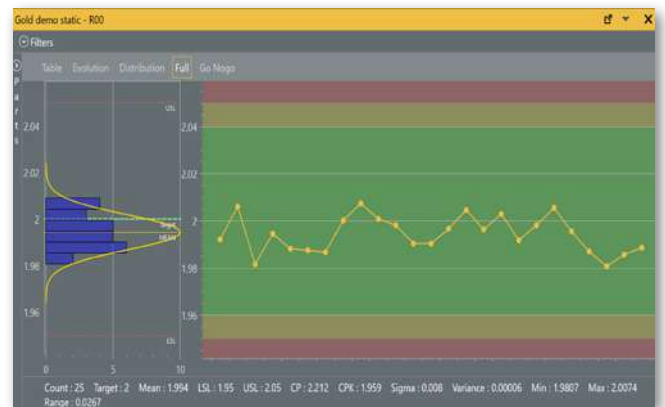 Gold demo static - R00
Filters
Parts
Table Evolution Distribution Full Go Nogo
USL
2.04 2.04
2.02 2.02
Target
2 2
MEAN
1.98 1.98
1.96 1.96
LSL
0 5 10
Count : 25 Target : 2 Mean : 1.994 LSL : 1.95 USL : 2.05 CP : 2.212 CPK : 1.959 Sigma : 0.008 Variance : 0.00006 Min : 1.9807 Max : 2.0074
Range : 0.0267